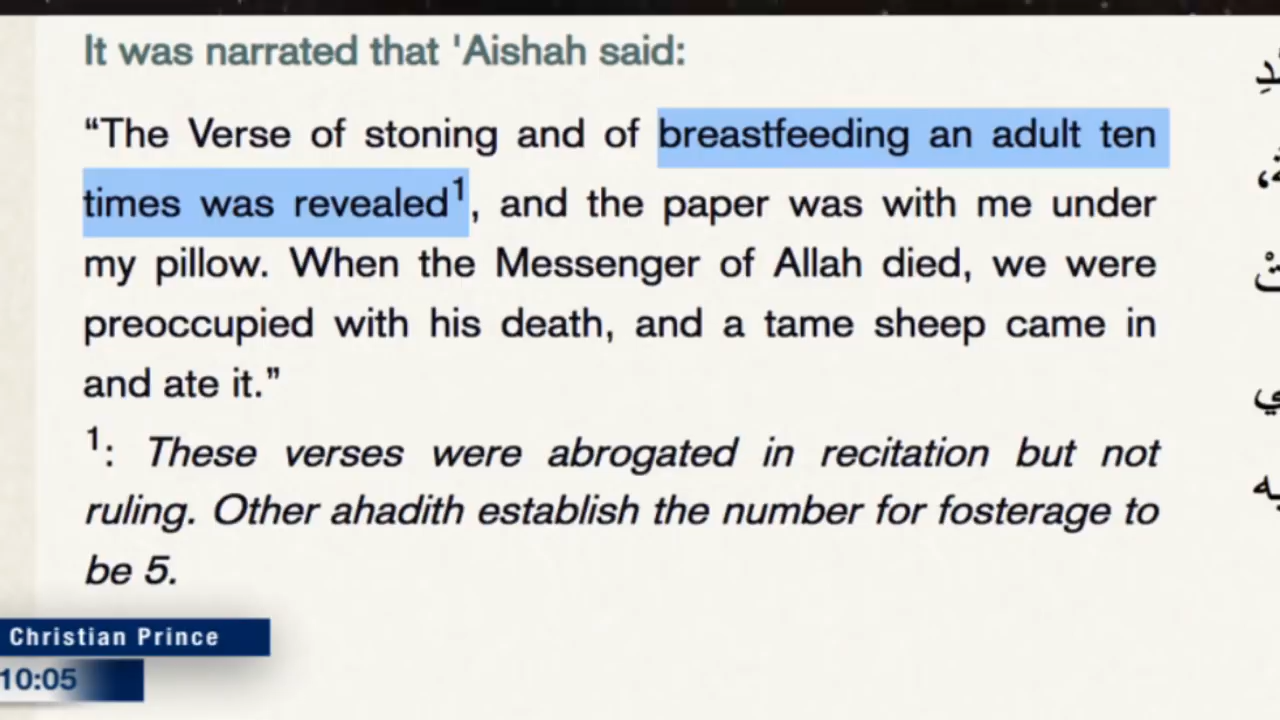 It was narrated that 'Aishah said:
“The Verse of stoning and of breastfeeding an adult ten
times was revealed¹, and the paper was with me under
my pillow. When the Messenger of Allah died, we were
preoccupied with his death, and a tame sheep came in
and ate it.”
¹: These verses were abrogated in recitation but not
ruling. Other ahadith establish the number for fosterage to
be 5.
Christian Prince
10:05